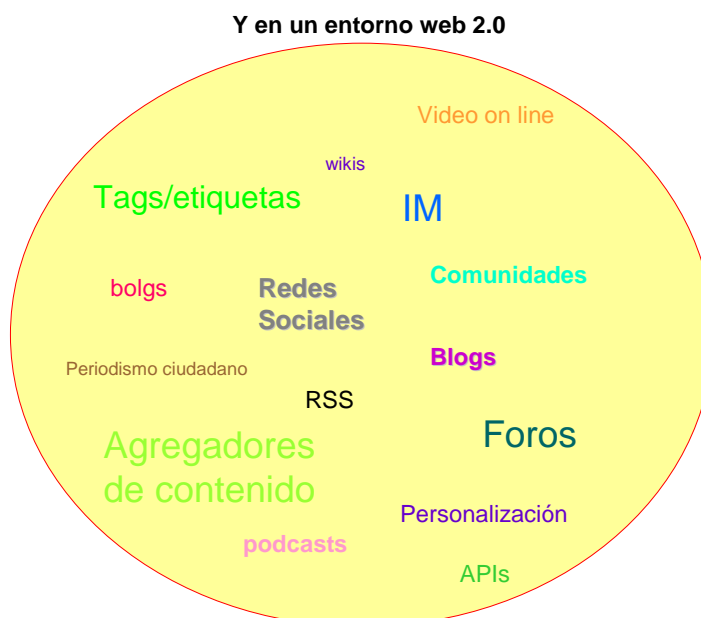 Y en un entorno web 2.0
Video on line
wikis
Tags/etiquetas
IM
Comunidades
bolgs
Redes
Sociales
Blogs
Periodismo ciudadano
RSS
Foros
Agregadores
de contenido
Personalización
podcasts
APIs